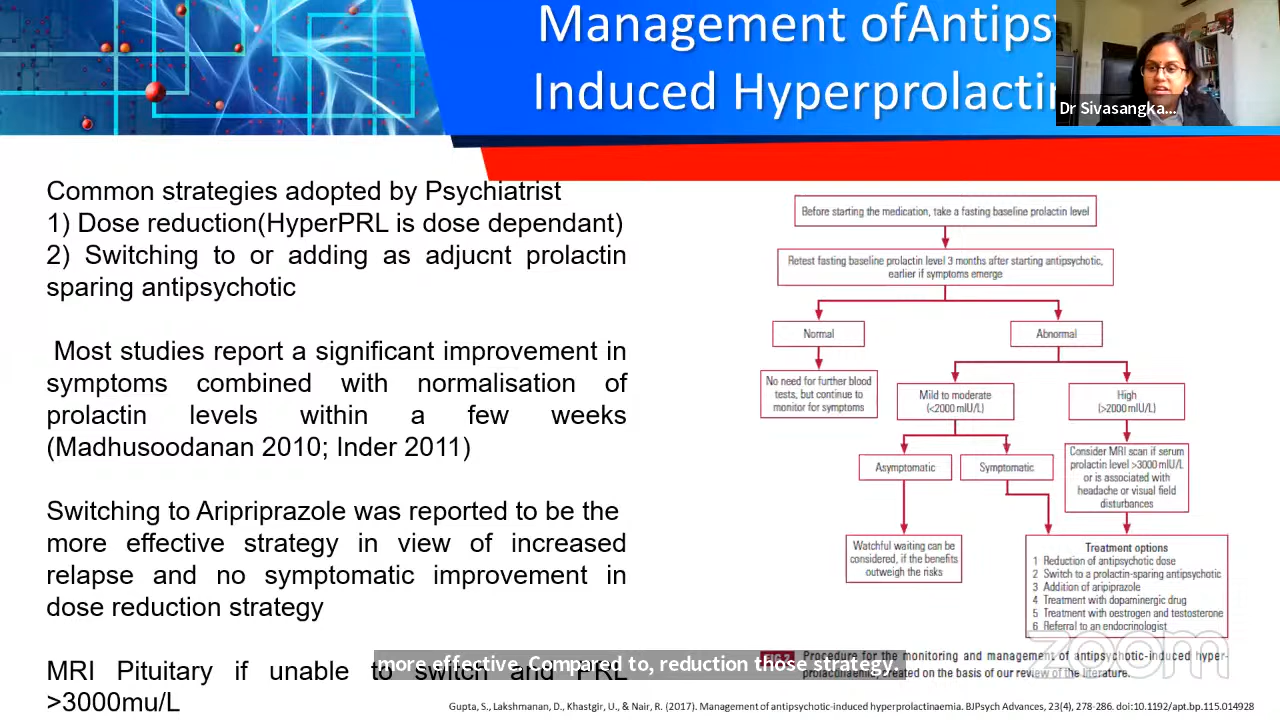 Management ofAntips
Induced Hyperprolactin
Dr Sivasangka...
Common strategies adopted by Psychiatrist
1) Dose reduction(HyperPRL is dose dependant)
2) Switching to or adding as adjucnt prolactin
sparing antipsychotic
Most studies report a significant improvement in
symptoms combined with normalisation of
prolactin levels within a few weeks
(Madhusoodanan 2010; Inder 2011)
Switching to Aripriprazole was reported to be the
more effective strategy in view of increased
relapse and no symptomatic improvement in
dose reduction strategy
MRI Pituitary if unable to switch and PRL
>3000mu/L
Before starting the medication, take a fasting baseline prolactin level
Retest fasting baseline prolactin level 3 months after starting antipsychotic,
earlier if symptoms emerge
Normal
Abnormal
No need for further blood
tests, but continue to
monitor for symptoms
Mild to moderate
(<2000 mIU/L)
High
(>2000 mIU/L)
Asymptomatic
Symptomatic
Consider MRI scan if serum
prolactin level >3000 mIU/L
or is associated with
headache or visual field
disturbances
Watchful waiting can be
considered, if the benefits
outweigh the risks
Treatment options
1 Reduction of antipsychotic dose
2 Switch to a prolactin-sparing antipsychotic
3 Addition of aripiprazole
4 Treatment with dopaminergic drug
5 Treatment with oestrogen and testosterone
6 Referral to an endocrinologist
zoom
more effective. Compared to, reduction those strategy.
Procedure for the monitoring and management of antipsychotic-induced hyper-
prolactinaemia, created on the basis of our review of the literature.
Gupta, S., Lakshmanan, D., Khastgir, U., & Nair, R. (2017). Management of antipsychotic-induced hyperprolactinaemia. BJPsych Advances, 23(4), 278-286. doi:10.1192/apt.bp.115.014928